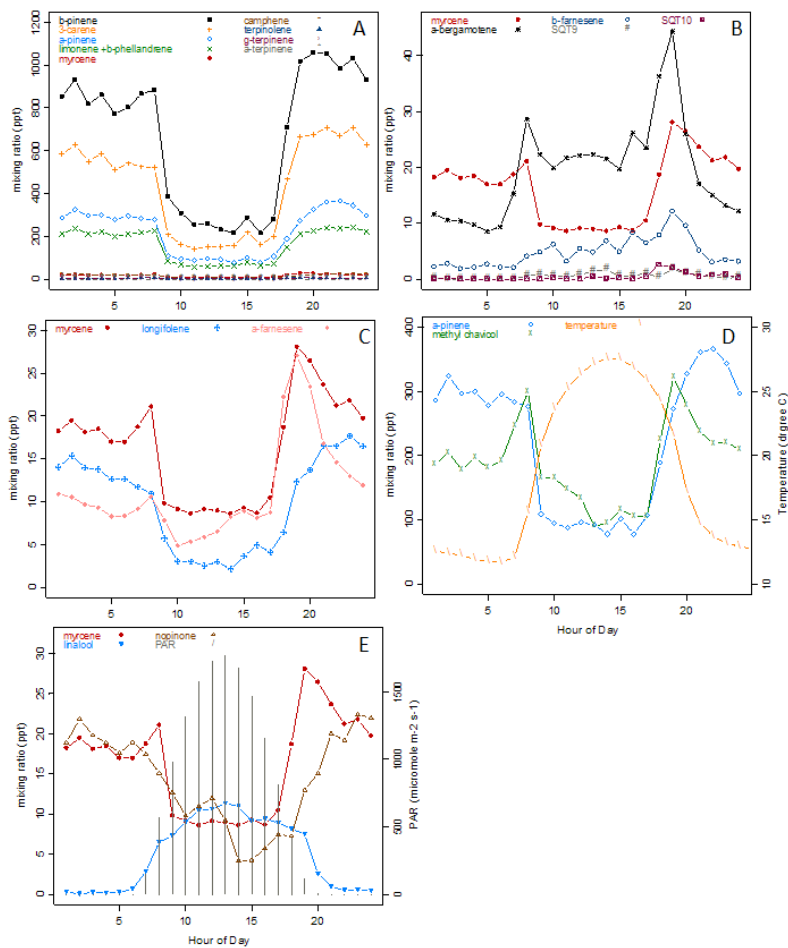 b-pinene camphene A
3-carene terpinolene
a-pinene g-terpinene
limonene +b-phellandrene a-terpinene
myrcene
mixing ratio (ppt)
0 200 400 600 800 1000 1200
5 10 15 20
myrcene b-farnesene SQT10 B
a-bergamotene SQT9 #
mixing ratio (ppt)
0 10 20 30 40
5 10 15 20
myrcene longifolene a-farnesene C
mixing ratio (ppt)
0 5 10 15 20 25 30
5 10 15 20
a-pinene temperature D
methyl chavicol
mixing ratio (ppt)
0 100 200 300 400
Temperature (digree C)
10 15 20 25 30
5 10 15 20
Hour of Day
myrcene nopinone E
linalool PAR /
mixing ratio (ppt)
0 5 10 15 20 25 30
PAR (micromole m-2 s-1)
0 500 1000 1500
5 10 15 20
Hour of Day